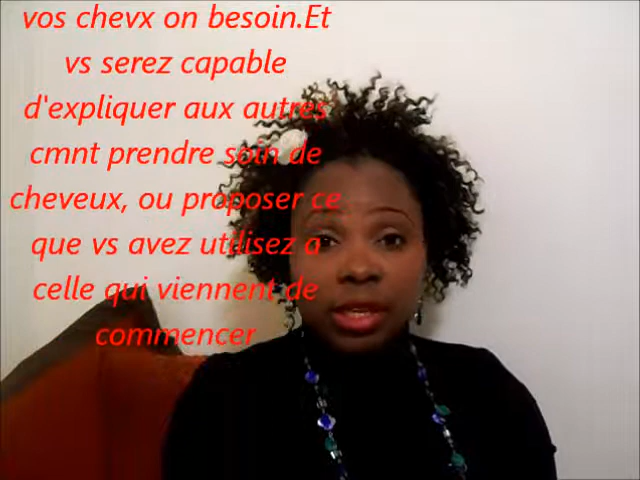 vos chevx on besoin.Et
vs serez capable
d'expliquer aux autres
cmnt prendre soin de
cheveux, ou proposer ce
que vs avez utilisez a
celle qui viennent de
commencer